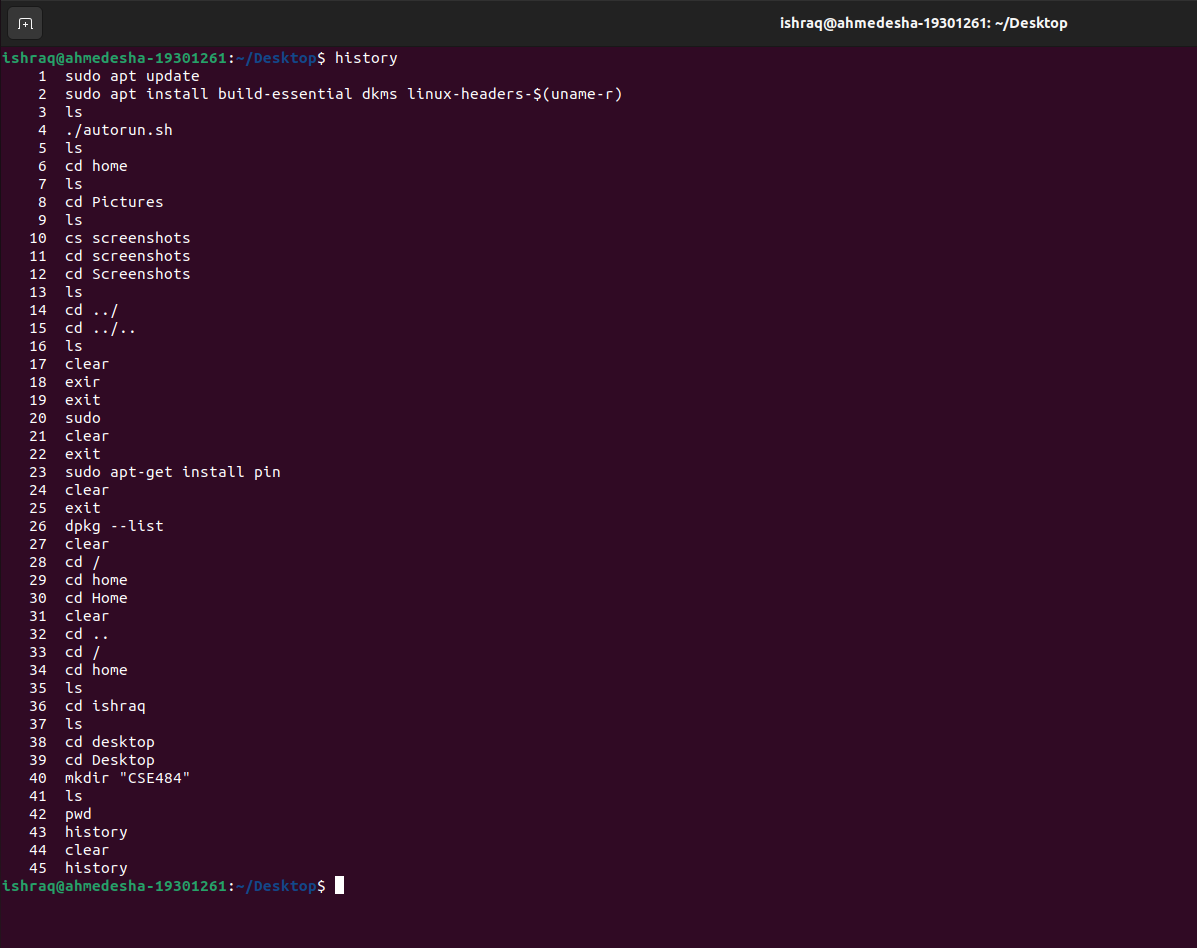 ishraq@ahmedesha-19301261: ~/Desktop
ishraq@ahmedesha-19301261:~/Desktop$ history
1 sudo apt update
2 sudo apt install build-essential dkms linux-headers-$(uname-r)
3 ls
4 ./autorun.sh
5 ls
6 cd home
7 ls
8 cd Pictures
9 ls
10 cs screenshots
11 cd screenshots
12 cd Screenshots
13 ls
14 cd ../
15 cd ../..
16 ls
17 clear
18 exir
19 exit
20 sudo
21 clear
22 exit
23 sudo apt-get install pin
24 clear
25 exit
26 dpkg --list
27 clear
28 cd /
29 cd home
30 cd Home
31 clear
32 cd ..
33 cd /
34 cd home
35 ls
36 cd ishraq
37 ls
38 cd desktop
39 cd Desktop
40 mkdir "CSE484"
41 ls
42 pwd
43 history
44 clear
45 history
ishraq@ahmedesha-19301261:~/Desktop$